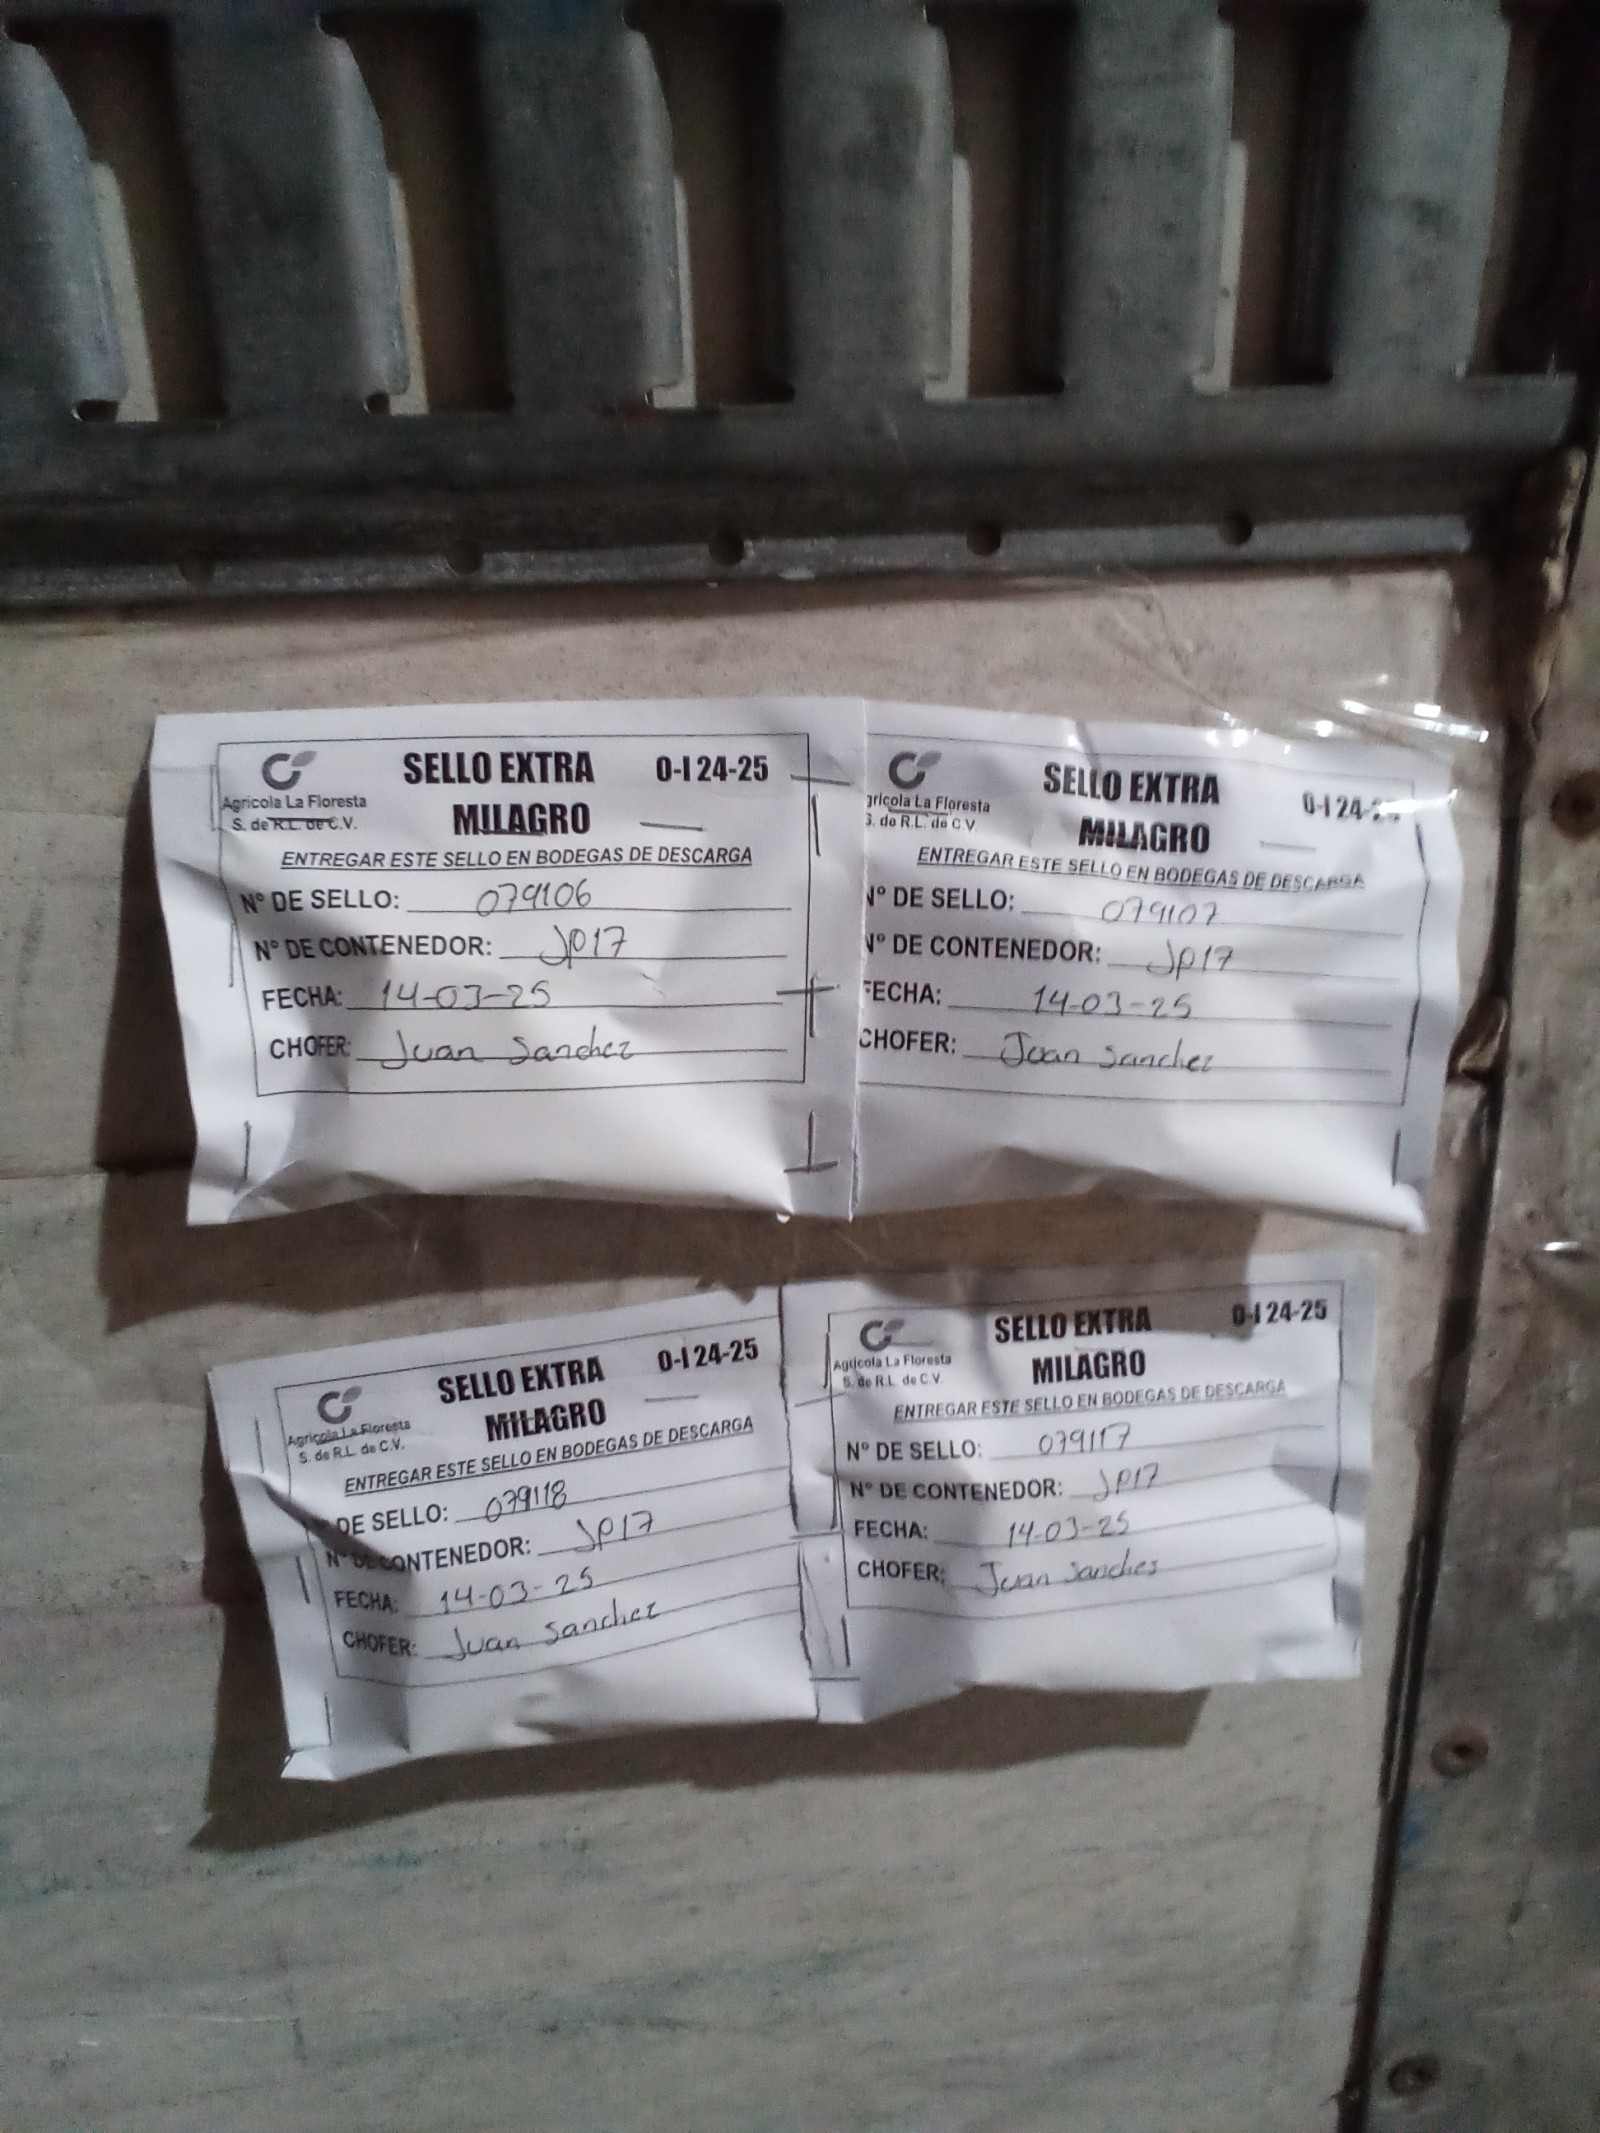 Agricola La Floresta
S. de R.L. de C.V.
SELLO EXTRA
MILAGRO
O-I 24-25
ENTREGAR ESTE SELLO EN BODEGAS DE DESCARGA
N° DE SELLO: 079106
N° DE CONTENEDOR: JP17
FECHA: 14-03-25
CHOFER: Juan Sanchez
gricola La Floresta
S. de R.L. de C.V.
SELLO EXTRA
MILAGRO
O-I 24-2
ENTREGAR ESTE SELLO EN BODEGAS DE DESCARGA
N° DE SELLO: 079107
N° DE CONTENEDOR: JP17
FECHA: 14-03-25
CHOFER: Juan Sanchez
Agricola La Floresta
S. de R.L. de C.V.
SELLO EXTRA
MILAGRO
O-I 24-25
ENTREGAR ESTE SELLO EN BODEGAS DE DESCARGA
DE SELLO: 079118
N° DE CONTENEDOR: JP17
FECHA: 14-03-25
CHOFER: Juan Sanchez
Agricola La Floresta
S. de R.L. de C.V.
SELLO EXTRA
MILAGRO
O-I 24-25
ENTREGAR ESTE SELLO EN BODEGAS DE DESCARGA
N° DE SELLO: 079117
N° DE CONTENEDOR: JP17
FECHA: 14-03-25
CHOFER: Juan Sanches